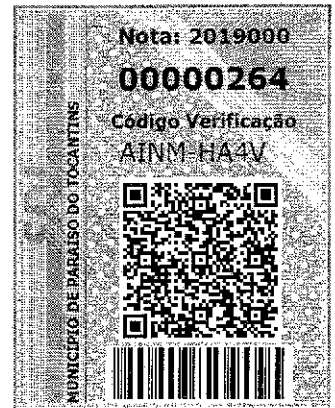 Nota: 2019000
00000264
Código Verificação
AINM-HA4V
MUNICÍPIO DE PARAÍSO DO TOCANTINS